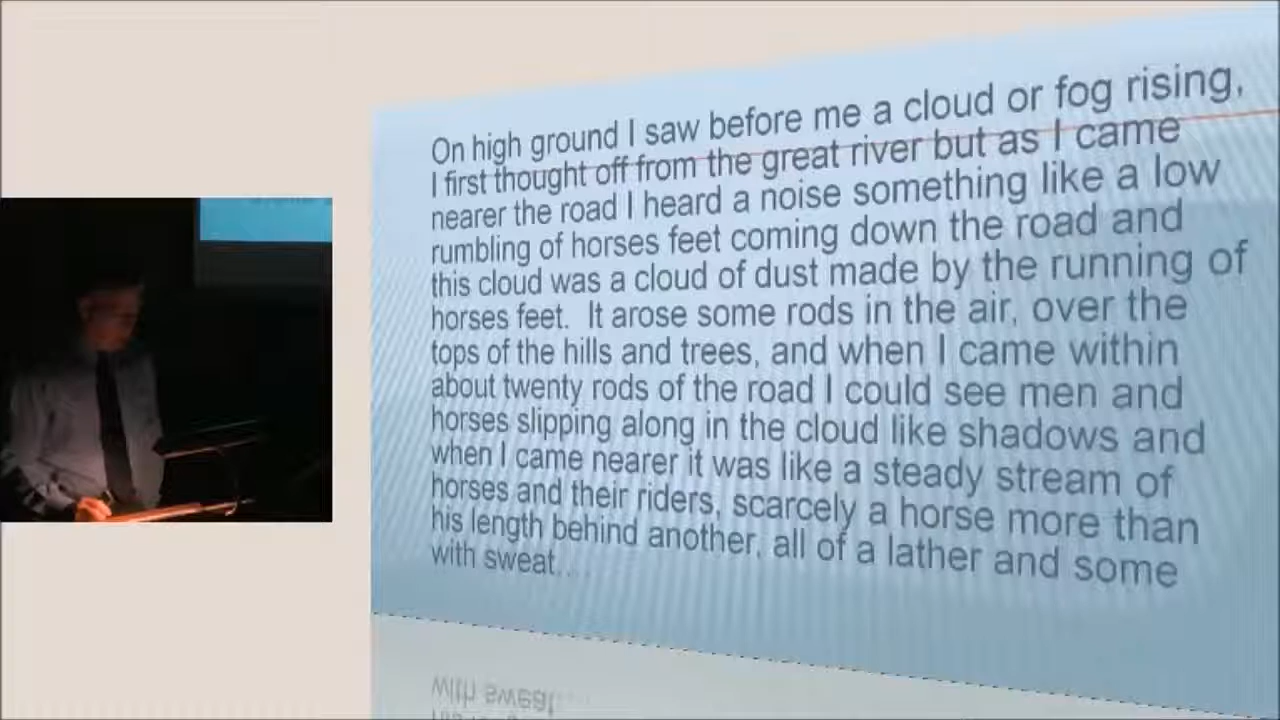 On high ground I saw before me a cloud or fog rising,
I first thought off from the great river but as I came
nearer the road I heard a noise something like a low
rumbling of horses feet coming down the road and
this cloud was a cloud of dust made by the running of
horses feet.  It arose some rods in the air, over the
tops of the hills and trees, and when I came within
about twenty rods of the road I could see men and
horses slipping along in the cloud like shadows and
when I came nearer it was like a steady stream of
horses and their riders, scarcely a horse more than
his length behind another, all of a lather and some
with sweat....